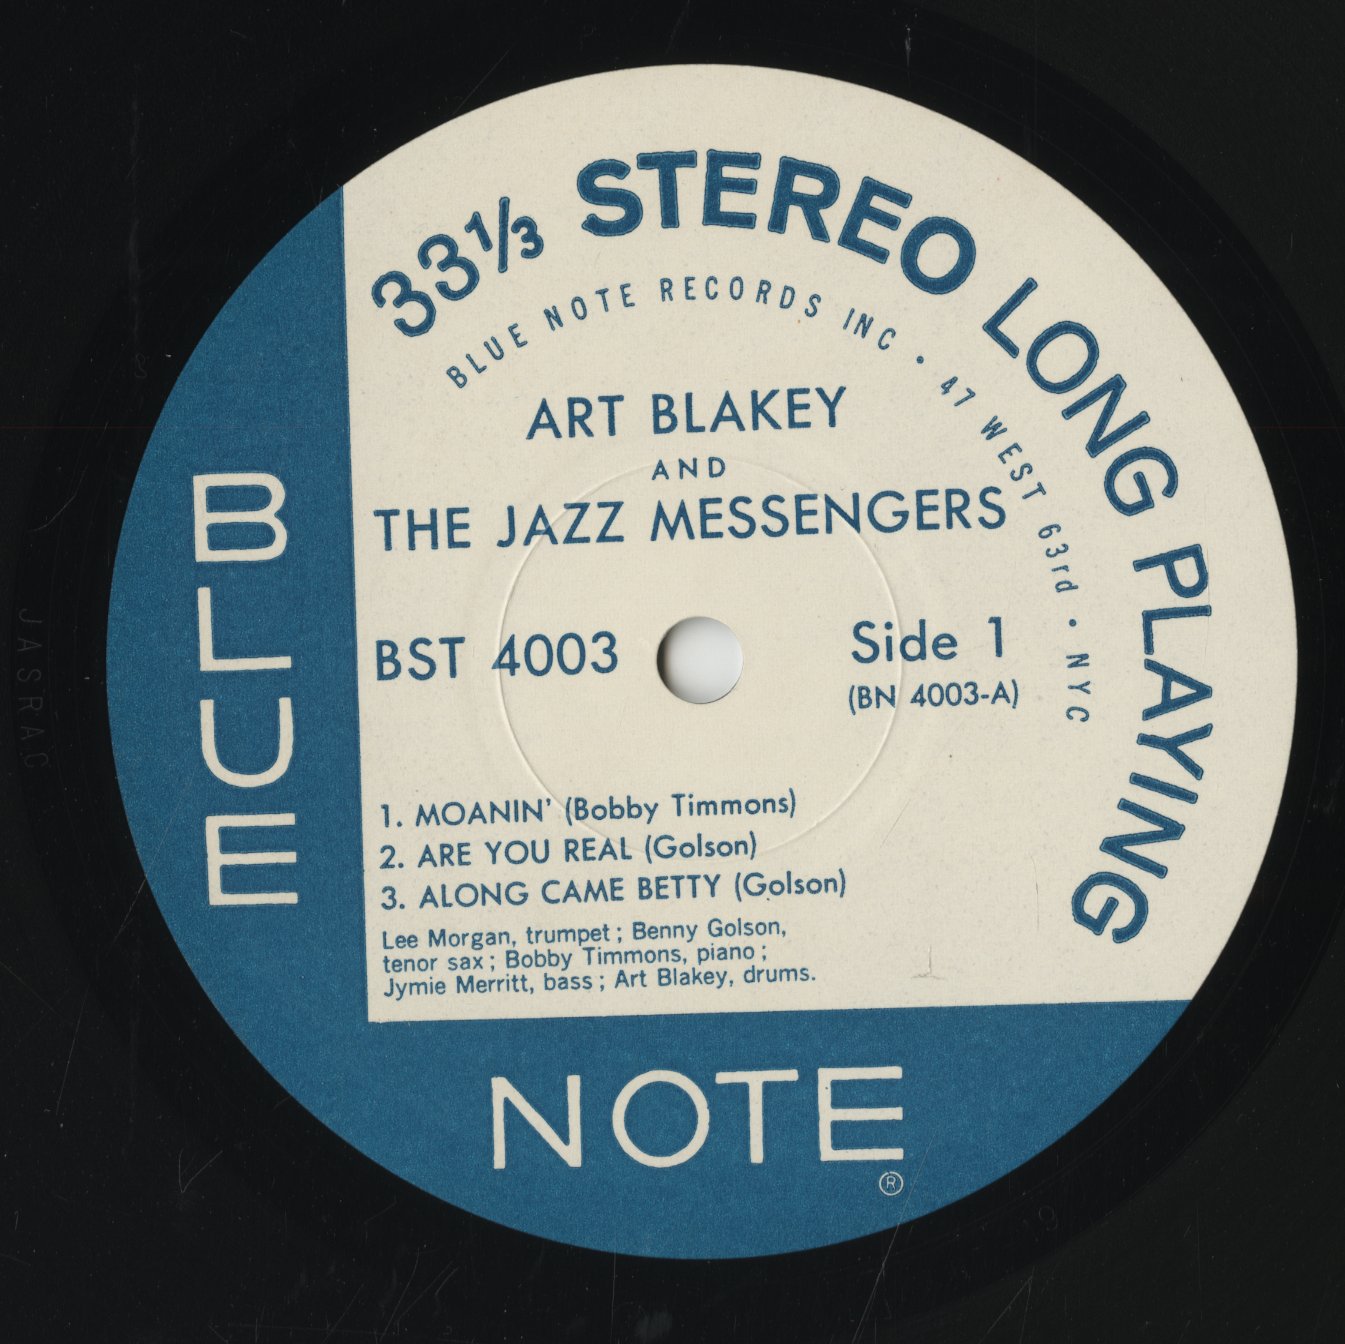 33⅓ STEREO LONG PLAYING
BLUE NOTE RECORDS INC · 47 WEST 63rd · NYC
ART BLAKEY
AND
THE JAZZ MESSENGERS
BST 4003
Side 1
(BN 4003-A)
1. MOANIN' (Bobby Timmons)
2. ARE YOU REAL (Golson)
3. ALONG CAME BETTY (Golson)
Lee Morgan, trumpet; Benny Golson,
tenor sax; Bobby Timmons, piano;
Jymie Merritt, bass; Art Blakey, drums.
BLUE
NOTE
®
JASRAC